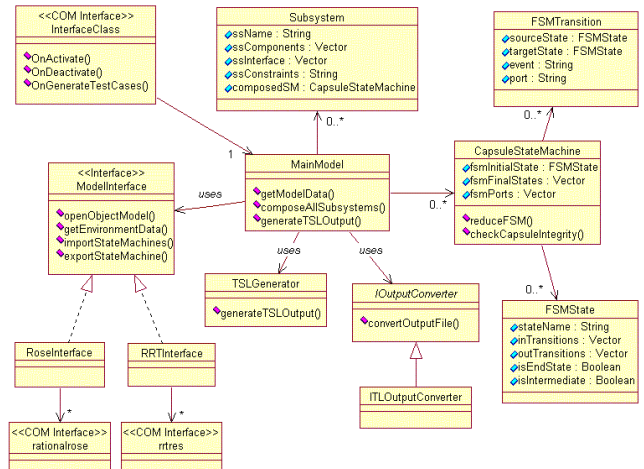 <<COM Interface>>
InterfaceClass
OnActivate()
OnDeactivate()
OnGenerateTestCases()
Subsystem
ssName : String
ssComponents : Vector
ssInterface : Vector
ssConstraints : String
composedSM : CapsuleStateMachine
FSMTransition
sourceState : FSMState
targetState : FSMState
event : String
port : String
0..*
0..*
1
<<Interface>>
ModelInterface
openObjectModel()
getEnvironmentData()
importStateMachines()
exportStateMachine()
uses
MainModel
getModelData()
composeAllSubsystems()
generateTSLOutput()
0..*
CapsuleStateMachine
fsmInitialState : FSMState
fsmFinalStates : Vector
fsmPorts : Vector
reduceFSM()
checkCapsuleIntegrity()
uses
uses
TSLGenerator
generateTSLOutput()
IOutputConverter
convertOutputFile()
0..*
FSMState
stateName : String
inTransitions : Vector
outTransitions : Vector
isEndState : Boolean
isIntermediate : Boolean
RoseInterface
RRTInterface
ITLOutputConverter
*
*
<<COM Interface>>
rationalrose
<<COM Interface>>
rrtres